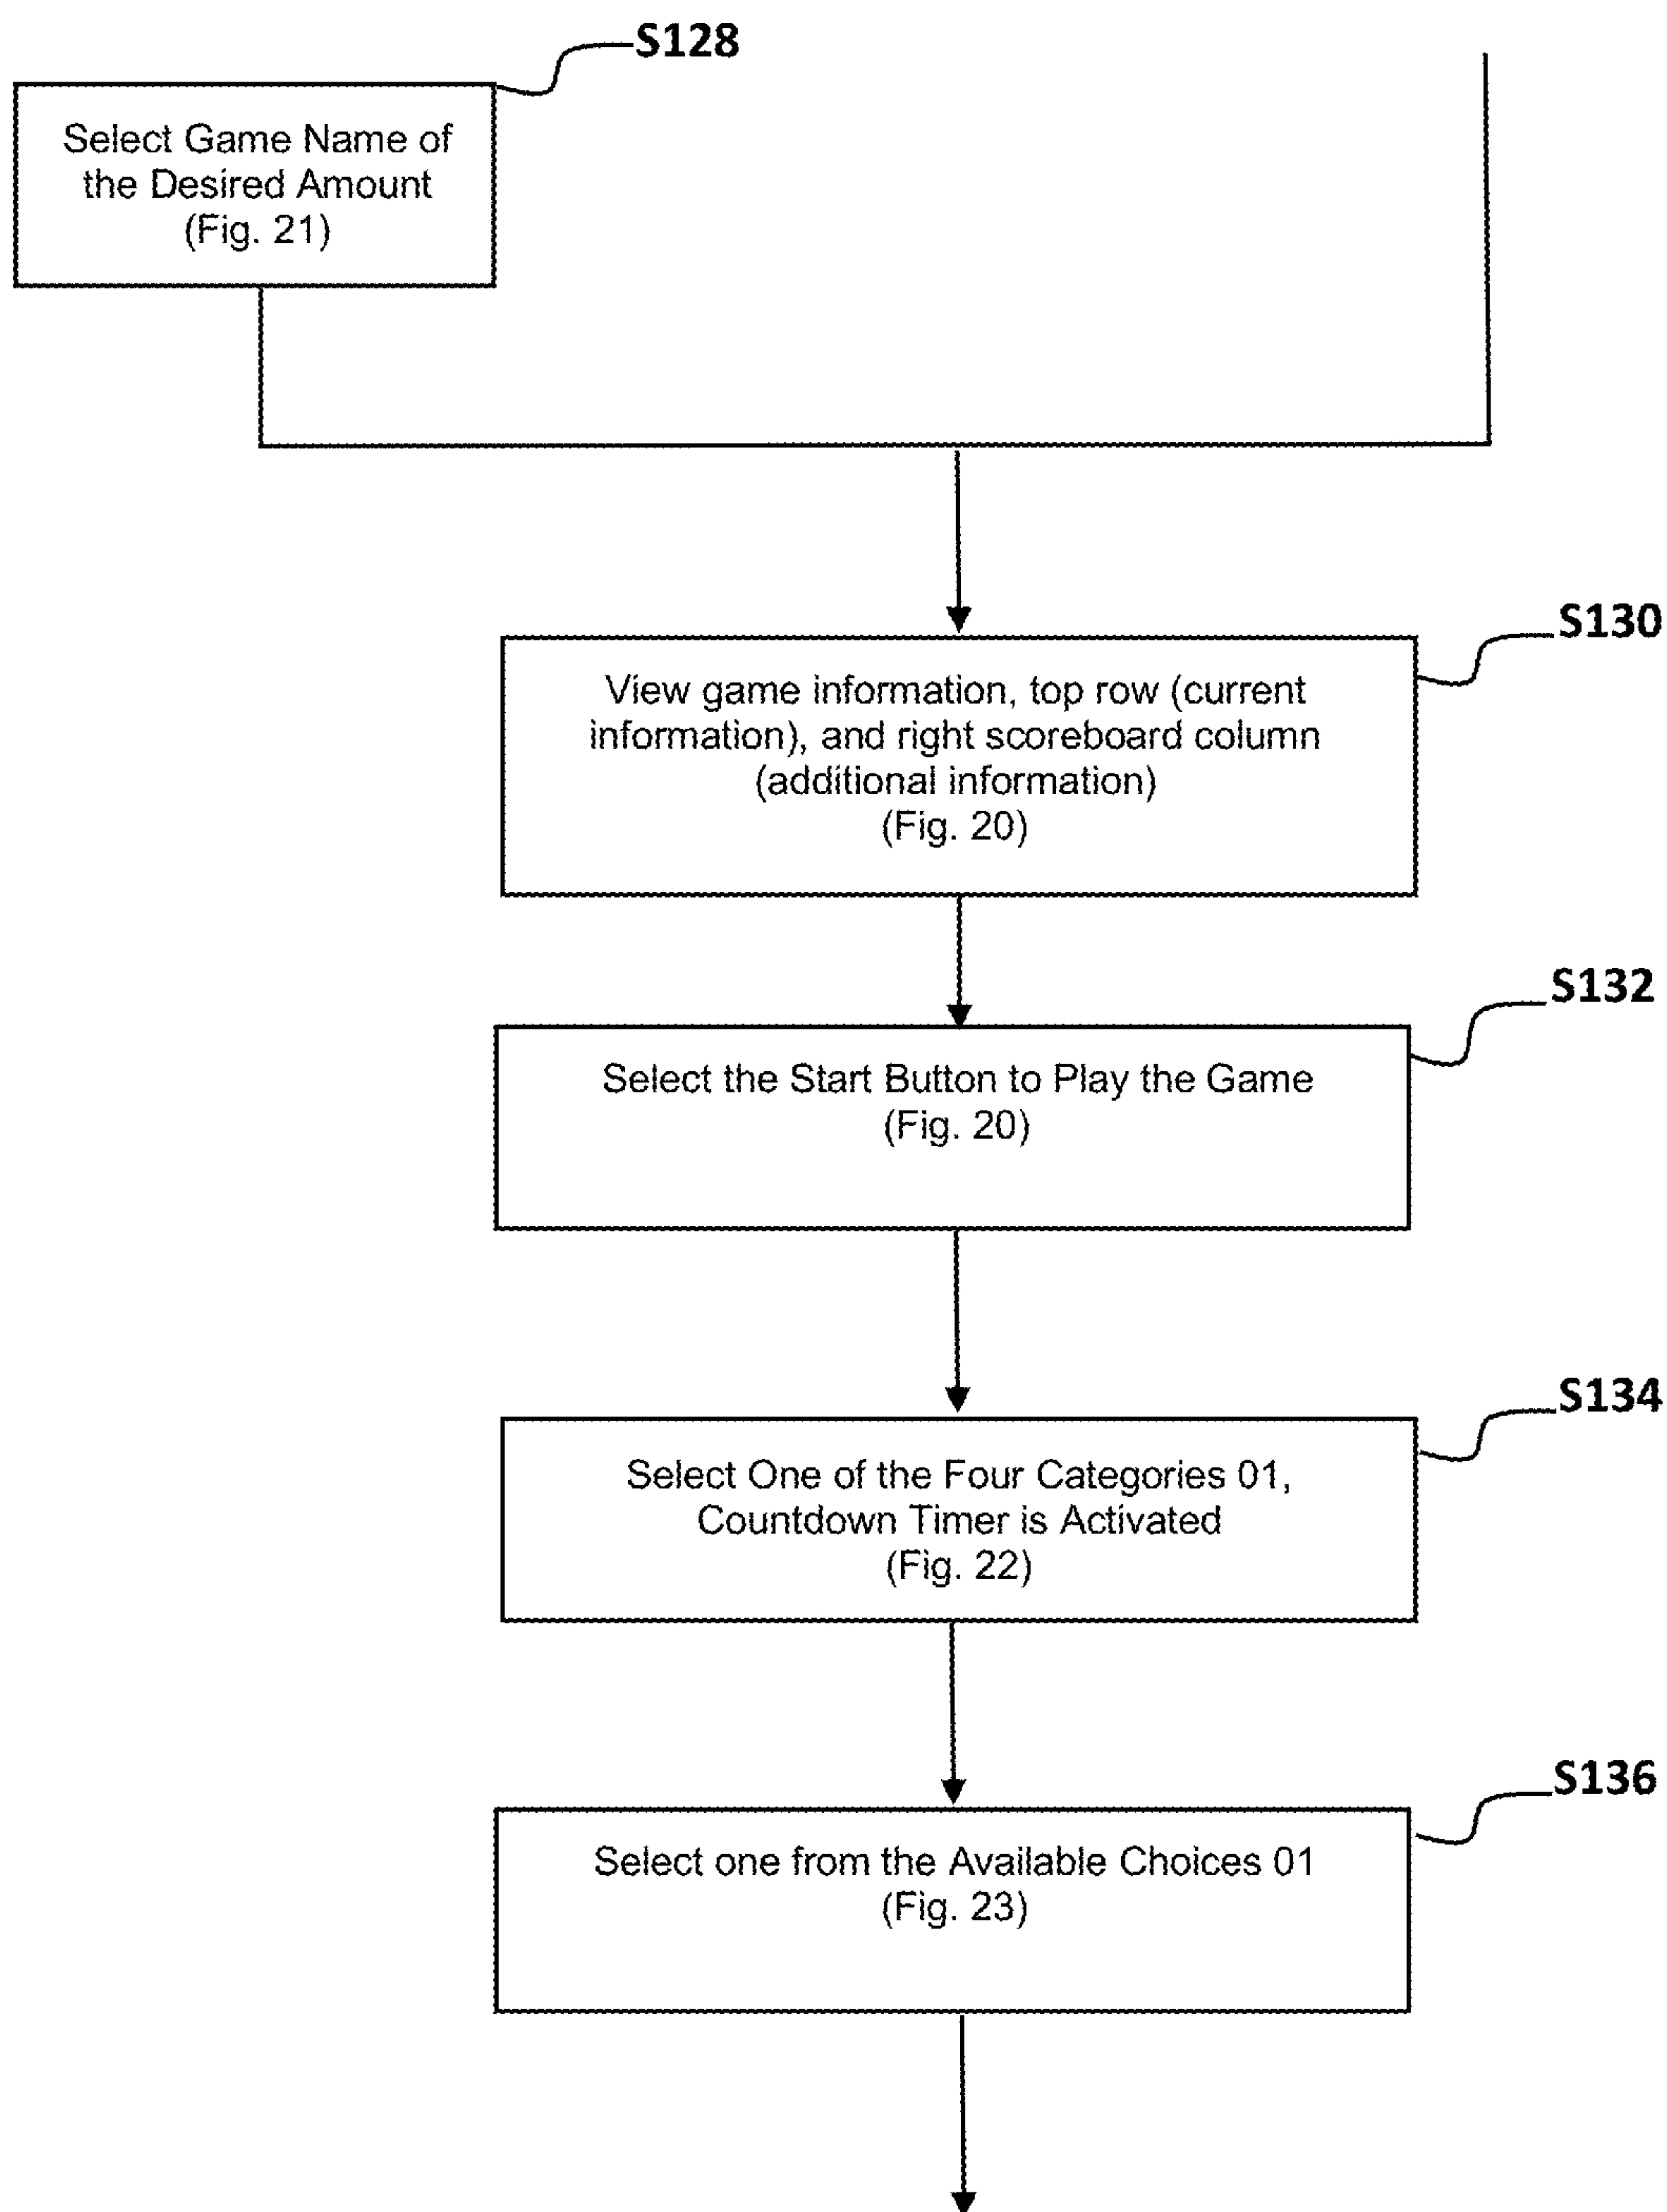 S128
Select Game Name of
the Desired Amount
(Fig. 21)
S130
View game information, top row (current
information), and right scoreboard column
(additional information)
(Fig. 20)
S132
Select the Start Button to Play the Game
(Fig. 20)
S134
Select One of the Four Categories 01,
Countdown Timer is Activated
(Fig. 22)
S136
Select one from the Available Choices 01
(Fig. 23)